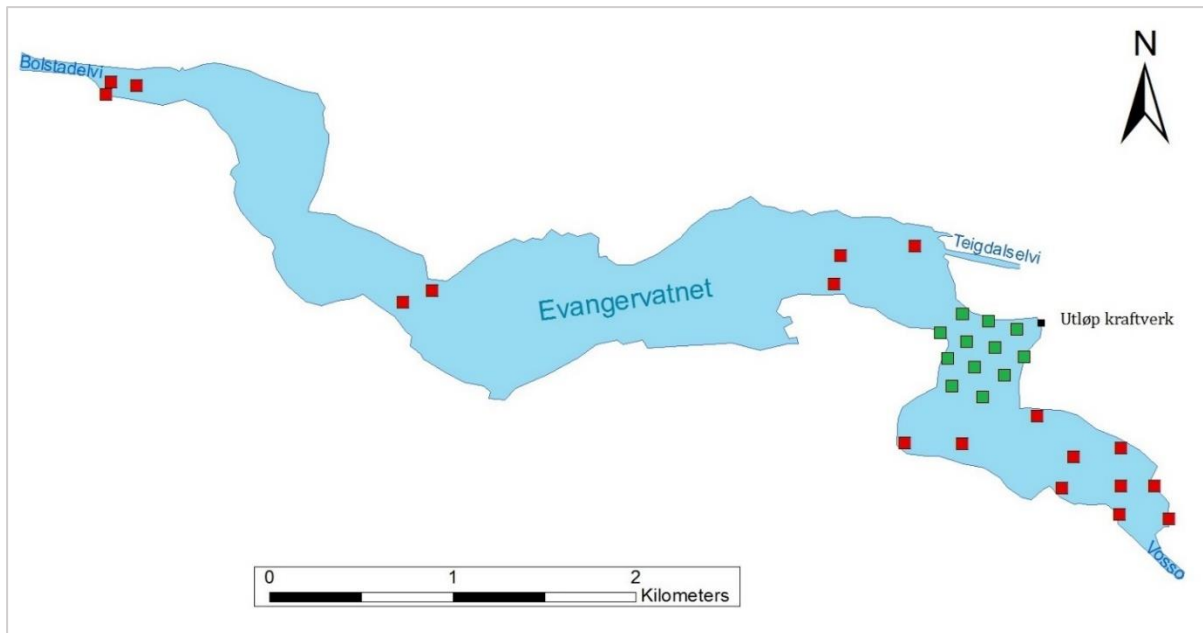 Bolstadelvi
N
Teigdalselvi
Evangervatnet
Utløp kraftverk
Vosso
0 1 2
Kilometers